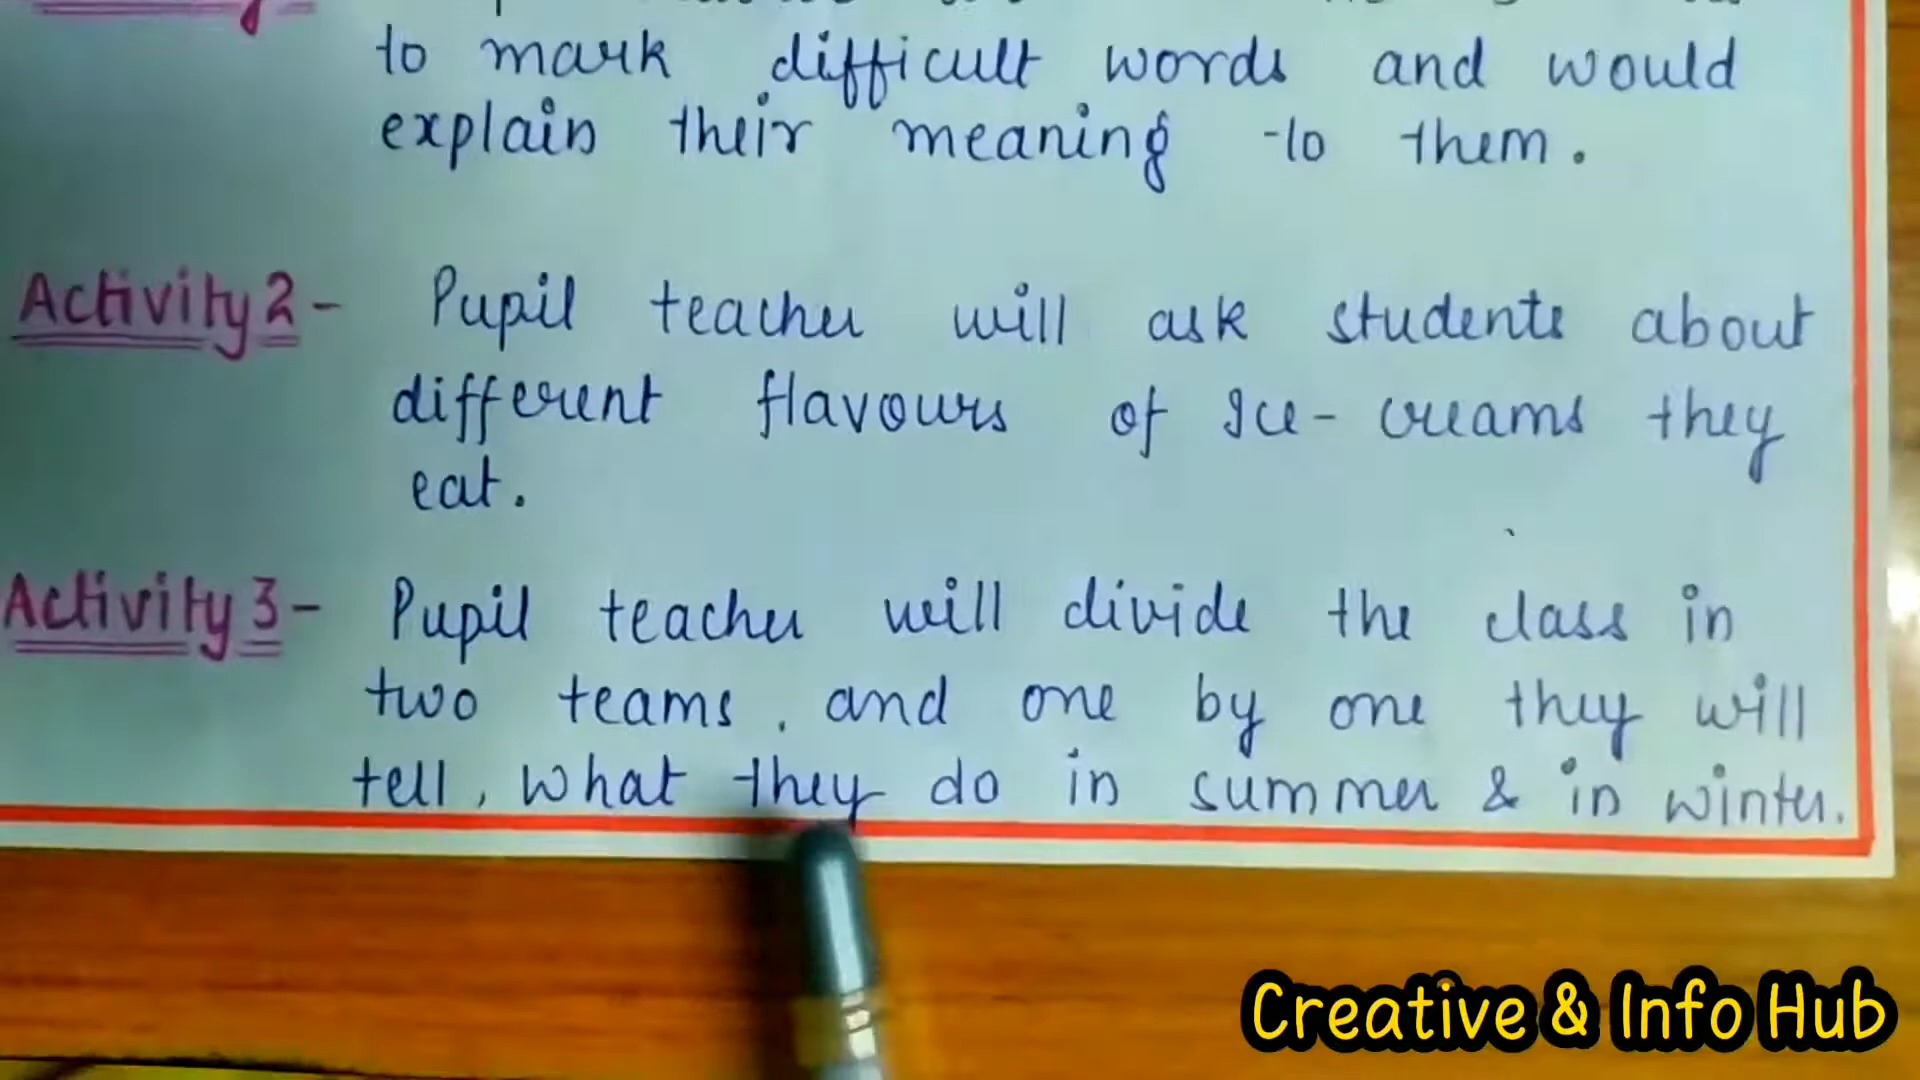 to mark difficult words and would
explain their meaning to them.
Activity 2 - Pupil teacher will ask students about
different flavours of Ice-creams they
eat.
Activity 3 - Pupil teacher will divide the class in
two teams. and one by one they will
tell, what they do in summer & in winter.
Creative & Info Hub